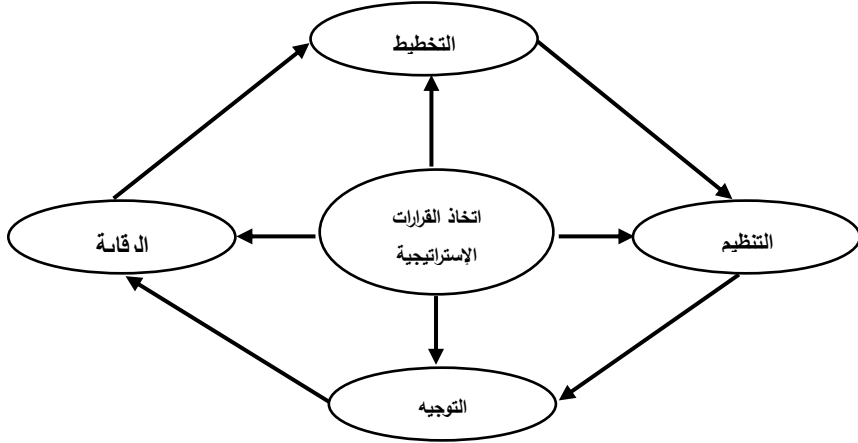 التخطيط
اتخاذ القرارات
الإستراتيجية
التنظيم
الرقابة
التوجيه